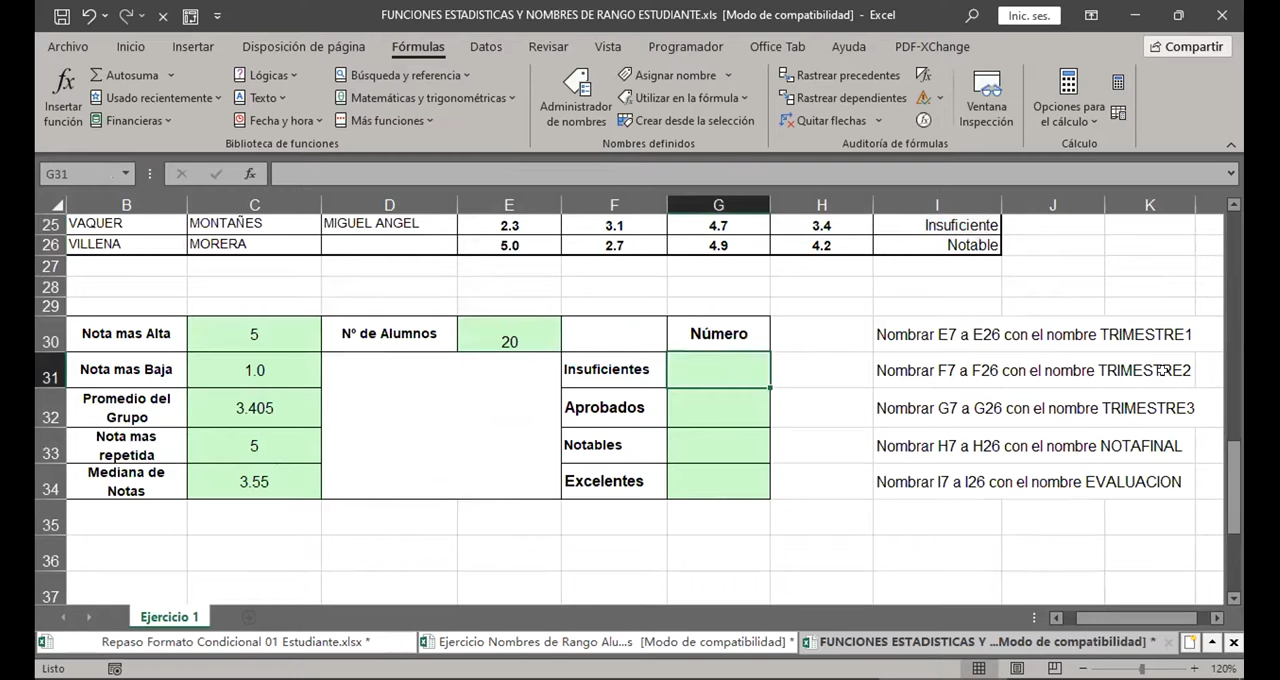 FUNCIONES ESTADISTICAS Y NOMBRES DE RANGO ESTUDIANTE.xls [Modo de compatibilidad] - Excel
Inic. ses.
Archivo Inicio Insertar Disposición de página Fórmulas Datos Revisar Vista Programador Office Tab Ayuda PDF-XChange Compartir
fx Insertar función
Autosuma
Usado recientemente
Financieras
Lógicas
Texto
Fecha y hora
Búsqueda y referencia
Matemáticas y trigonométricas
Más funciones
Biblioteca de funciones
Administrador de nombres
Asignar nombre
Utilizar en la fórmula
Crear desde la selección
Nombres definidos
Rastrear precedentes
Rastrear dependientes
Quitar flechas
Auditoría de fórmulas
Ventana Inspección
Opciones para el cálculo
Cálculo
G31 fx
B C D E F G H I J K
25 VAQUER MONTAÑES MIGUEL ANGEL 2.3 3.1 4.7 3.4 Insuficiente
26 VILLENA MORERA 5.0 2.7 4.9 4.2 Notable
27
28
29
30 Nota mas Alta 5 Nº de Alumnos 20 Número Nombrar E7 a E26 con el nombre TRIMESTRE1
31 Nota mas Baja 1.0 Insuficientes Nombrar F7 a F26 con el nombre TRIMESTRE2
32 Promedio del Grupo 3.405 Aprobados Nombrar G7 a G26 con el nombre TRIMESTRE3
33 Nota mas repetida 5 Notables Nombrar H7 a H26 con el nombre NOTAFINAL
34 Mediana de Notas 3.55 Excelentes Nombrar I7 a I26 con el nombre EVALUACION
35
36
37
Ejercicio 1
Repaso Formato Condicional 01 Estudiante.xlsx * Ejercicio Nombres de Rango Alu...s [Modo de compatibilidad] * FUNCIONES ESTADISTICAS Y ...Modo de compatibilidad] *
Listo 120%